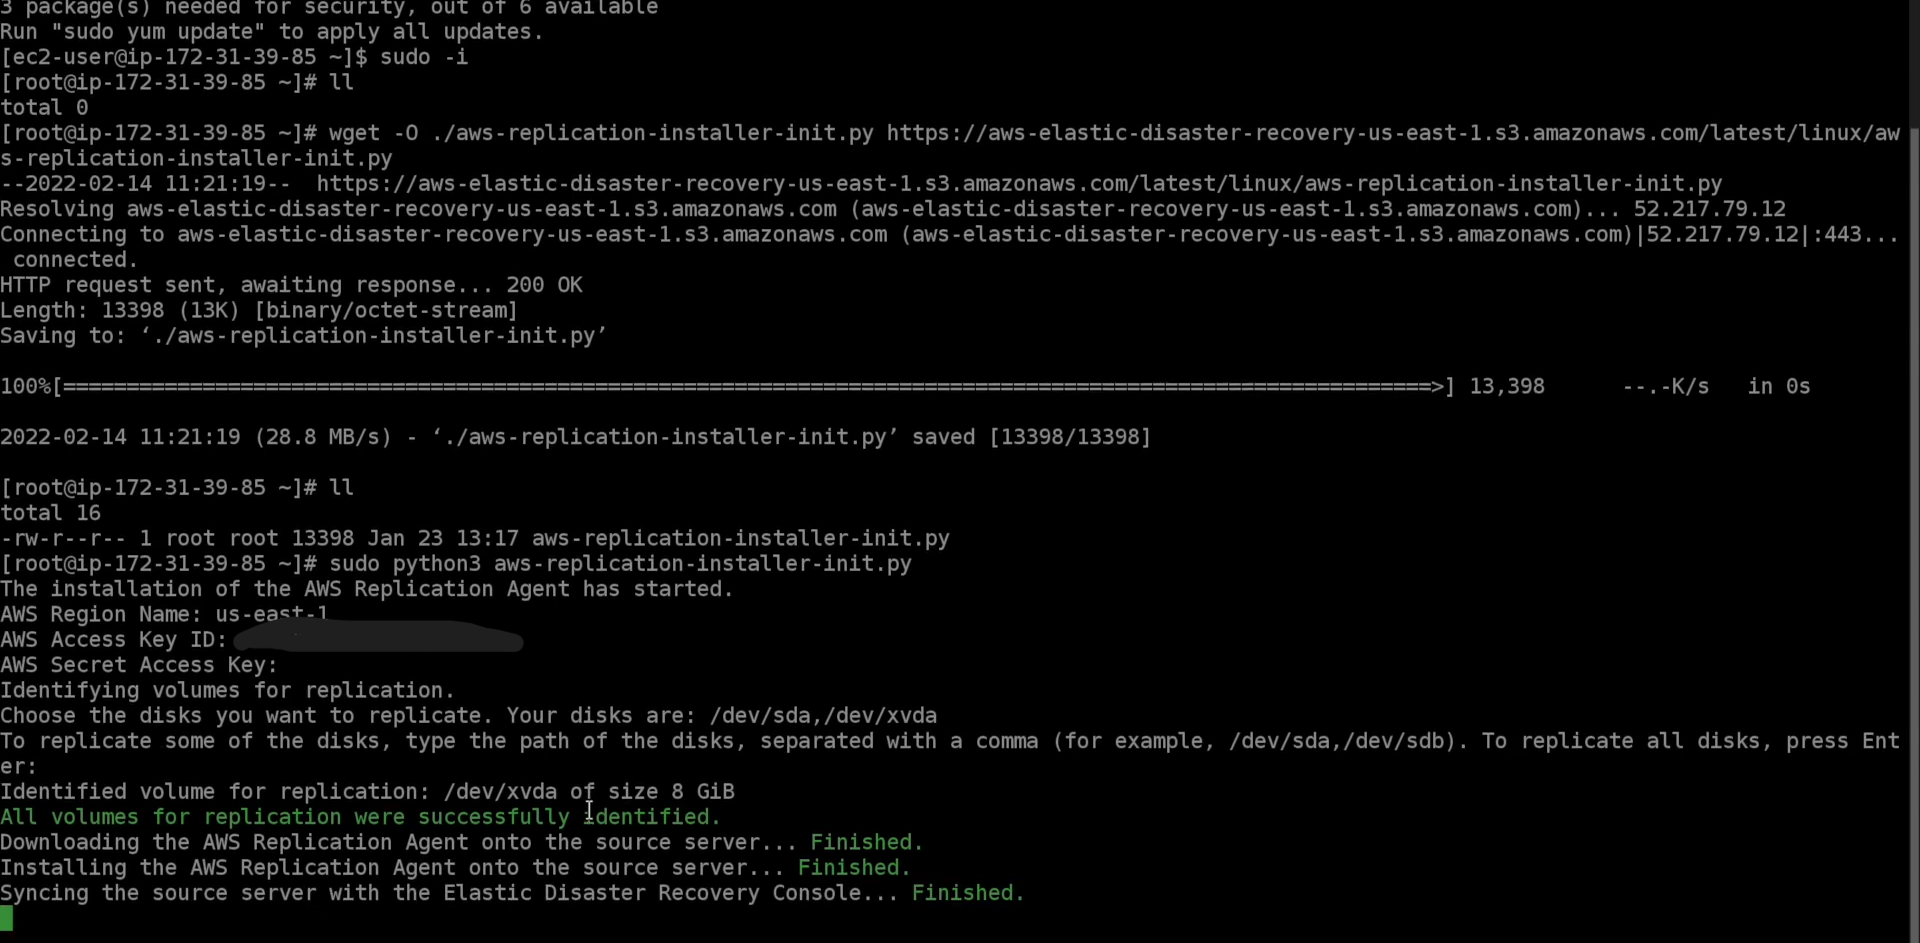 3 package(s) needed for security, out of 6 available
Run "sudo yum update" to apply all updates.
[ec2-user@ip-172-31-39-85 ~]$ sudo -i
[root@ip-172-31-39-85 ~]# ll
total 0
[root@ip-172-31-39-85 ~]# wget -O ./aws-replication-installer-init.py https://aws-elastic-disaster-recovery-us-east-1.s3.amazonaws.com/latest/linux/aw
s-replication-installer-init.py
--2022-02-14 11:21:19--  https://aws-elastic-disaster-recovery-us-east-1.s3.amazonaws.com/latest/linux/aws-replication-installer-init.py
Resolving aws-elastic-disaster-recovery-us-east-1.s3.amazonaws.com (aws-elastic-disaster-recovery-us-east-1.s3.amazonaws.com)... 52.217.79.12
Connecting to aws-elastic-disaster-recovery-us-east-1.s3.amazonaws.com (aws-elastic-disaster-recovery-us-east-1.s3.amazonaws.com)|52.217.79.12|:443...
 connected.
HTTP request sent, awaiting response... 200 OK
Length: 13398 (13K) [binary/octet-stream]
Saving to: ‘./aws-replication-installer-init.py’
100%[============================================================================================================>] 13,398      --.-K/s   in 0s
2022-02-14 11:21:19 (28.8 MB/s) - ‘./aws-replication-installer-init.py’ saved [13398/13398]
[root@ip-172-31-39-85 ~]# ll
total 16
-rw-r--r-- 1 root root 13398 Jan 23 13:17 aws-replication-installer-init.py
[root@ip-172-31-39-85 ~]# sudo python3 aws-replication-installer-init.py
The installation of the AWS Replication Agent has started.
AWS Region Name: us-east-1
AWS Access Key ID:
AWS Secret Access Key:
Identifying volumes for replication.
Choose the disks you want to replicate. Your disks are: /dev/sda,/dev/xvda
To replicate some of the disks, type the path of the disks, separated with a comma (for example, /dev/sda,/dev/sdb). To replicate all disks, press Ent
er:
Identified volume for replication: /dev/xvda of size 8 GiB
All volumes for replication were successfully identified.
Downloading the AWS Replication Agent onto the source server... Finished.
Installing the AWS Replication Agent onto the source server... Finished.
Syncing the source server with the Elastic Disaster Recovery Console... Finished.